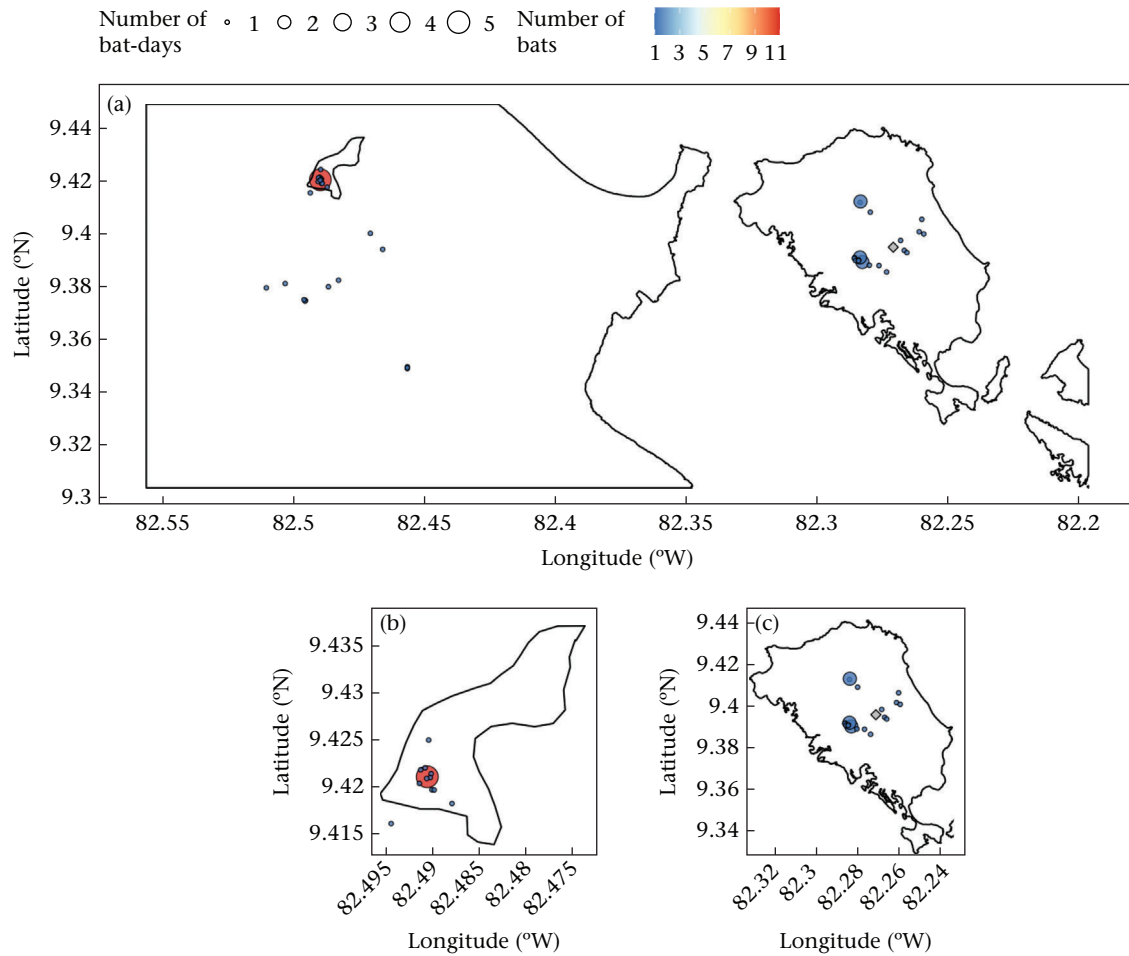 Number of bat-days 1 2 3 4 5 Number of bats
1 3 5 7 9 11
(a)
9.44
9.42
9.4
9.38
9.36
9.34
9.32
9.3
Latitude (ºN)
82.55 82.5 82.45 82.4 82.35 82.3 82.25 82.2
Longitude (ºW)
(b)
9.435
9.43
9.425
9.42
9.415
Latitude (ºN)
82.495 82.49 82.485 82.48 82.475
Longitude (ºW)
(c)
9.44
9.42
9.4
9.38
9.36
9.34
Latitude (ºN)
82.32 82.3 82.28 82.26 82.24
Longitude (ºW)